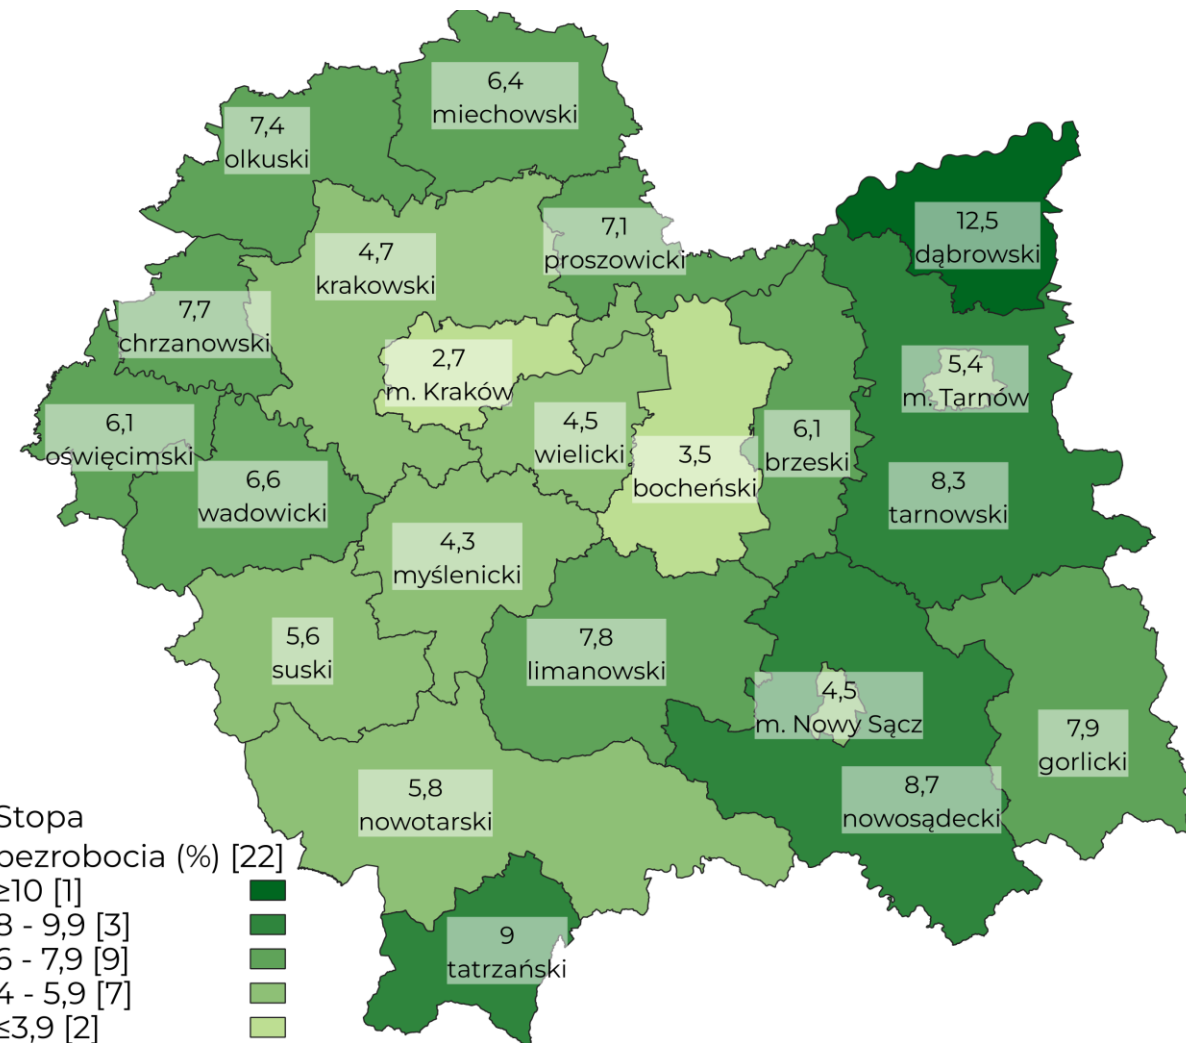 6,4
miechowski
7,4
olkuski
12,5
dąbrowski
7,1
proszowicki
4,7
krakowski
7,7
chrzanowski
2,7
m. Kraków
5,4
m. Tarnów
6,1
oświęcimski
4,5
wielicki
6,1
brzeski
3,5
bocheński
6,6
wadowicki
8,3
tarnowski
4,3
myślenicki
5,6
suski
7,8
limanowski
4,5
m. Nowy Sącz
7,9
gorlicki
5,8
nowotarski
8,7
nowosądecki
9
tatrzański
Stopa
bezrobocia (%) [22]
≥10 [1]
8 - 9,9 [3]
6 - 7,9 [9]
4 - 5,9 [7]
≤3,9 [2]